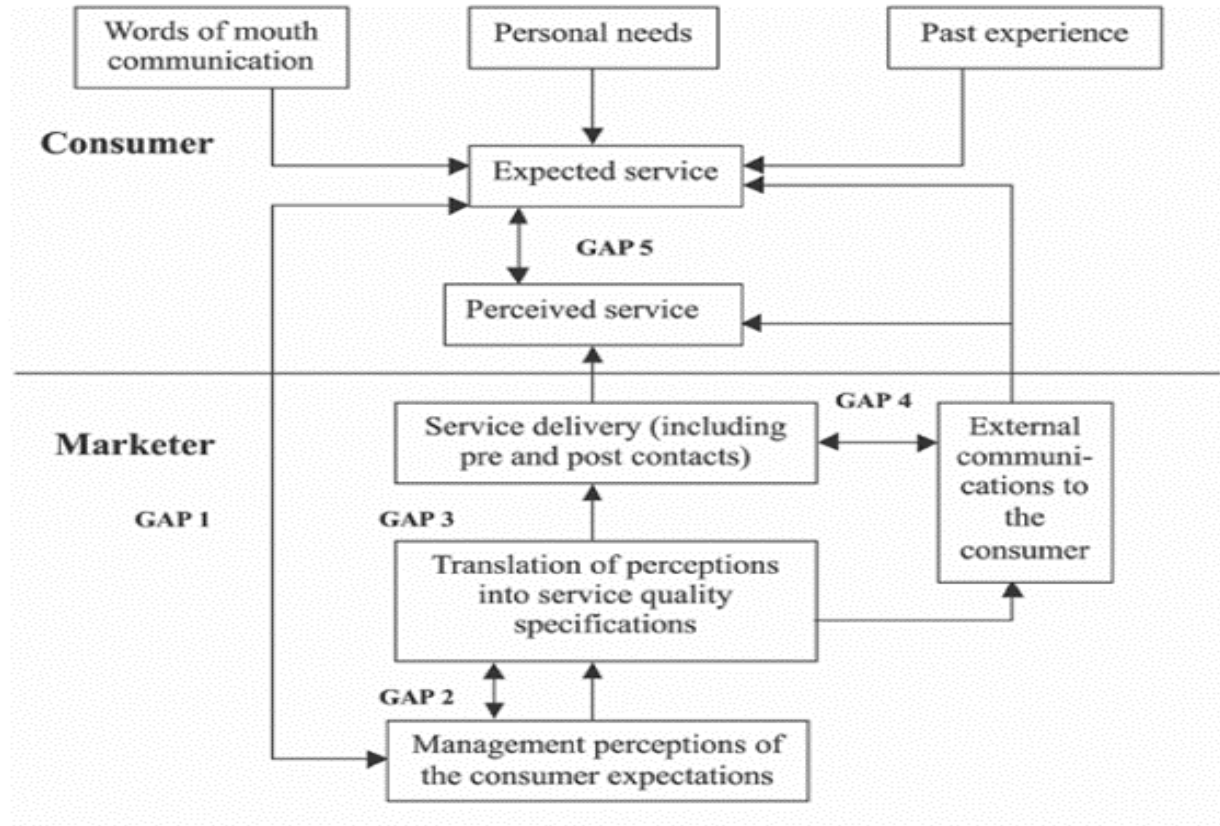 Words of mouth
communication
Personal needs
Past experience
Consumer
Expected service
GAP 5
Perceived service
Marketer
GAP 4
Service delivery (including
pre and post contacts)
External
communi-
cations to
the
consumer
GAP 1
GAP 3
Translation of perceptions
into service quality
specifications
GAP 2
Management perceptions of
the consumer expectations